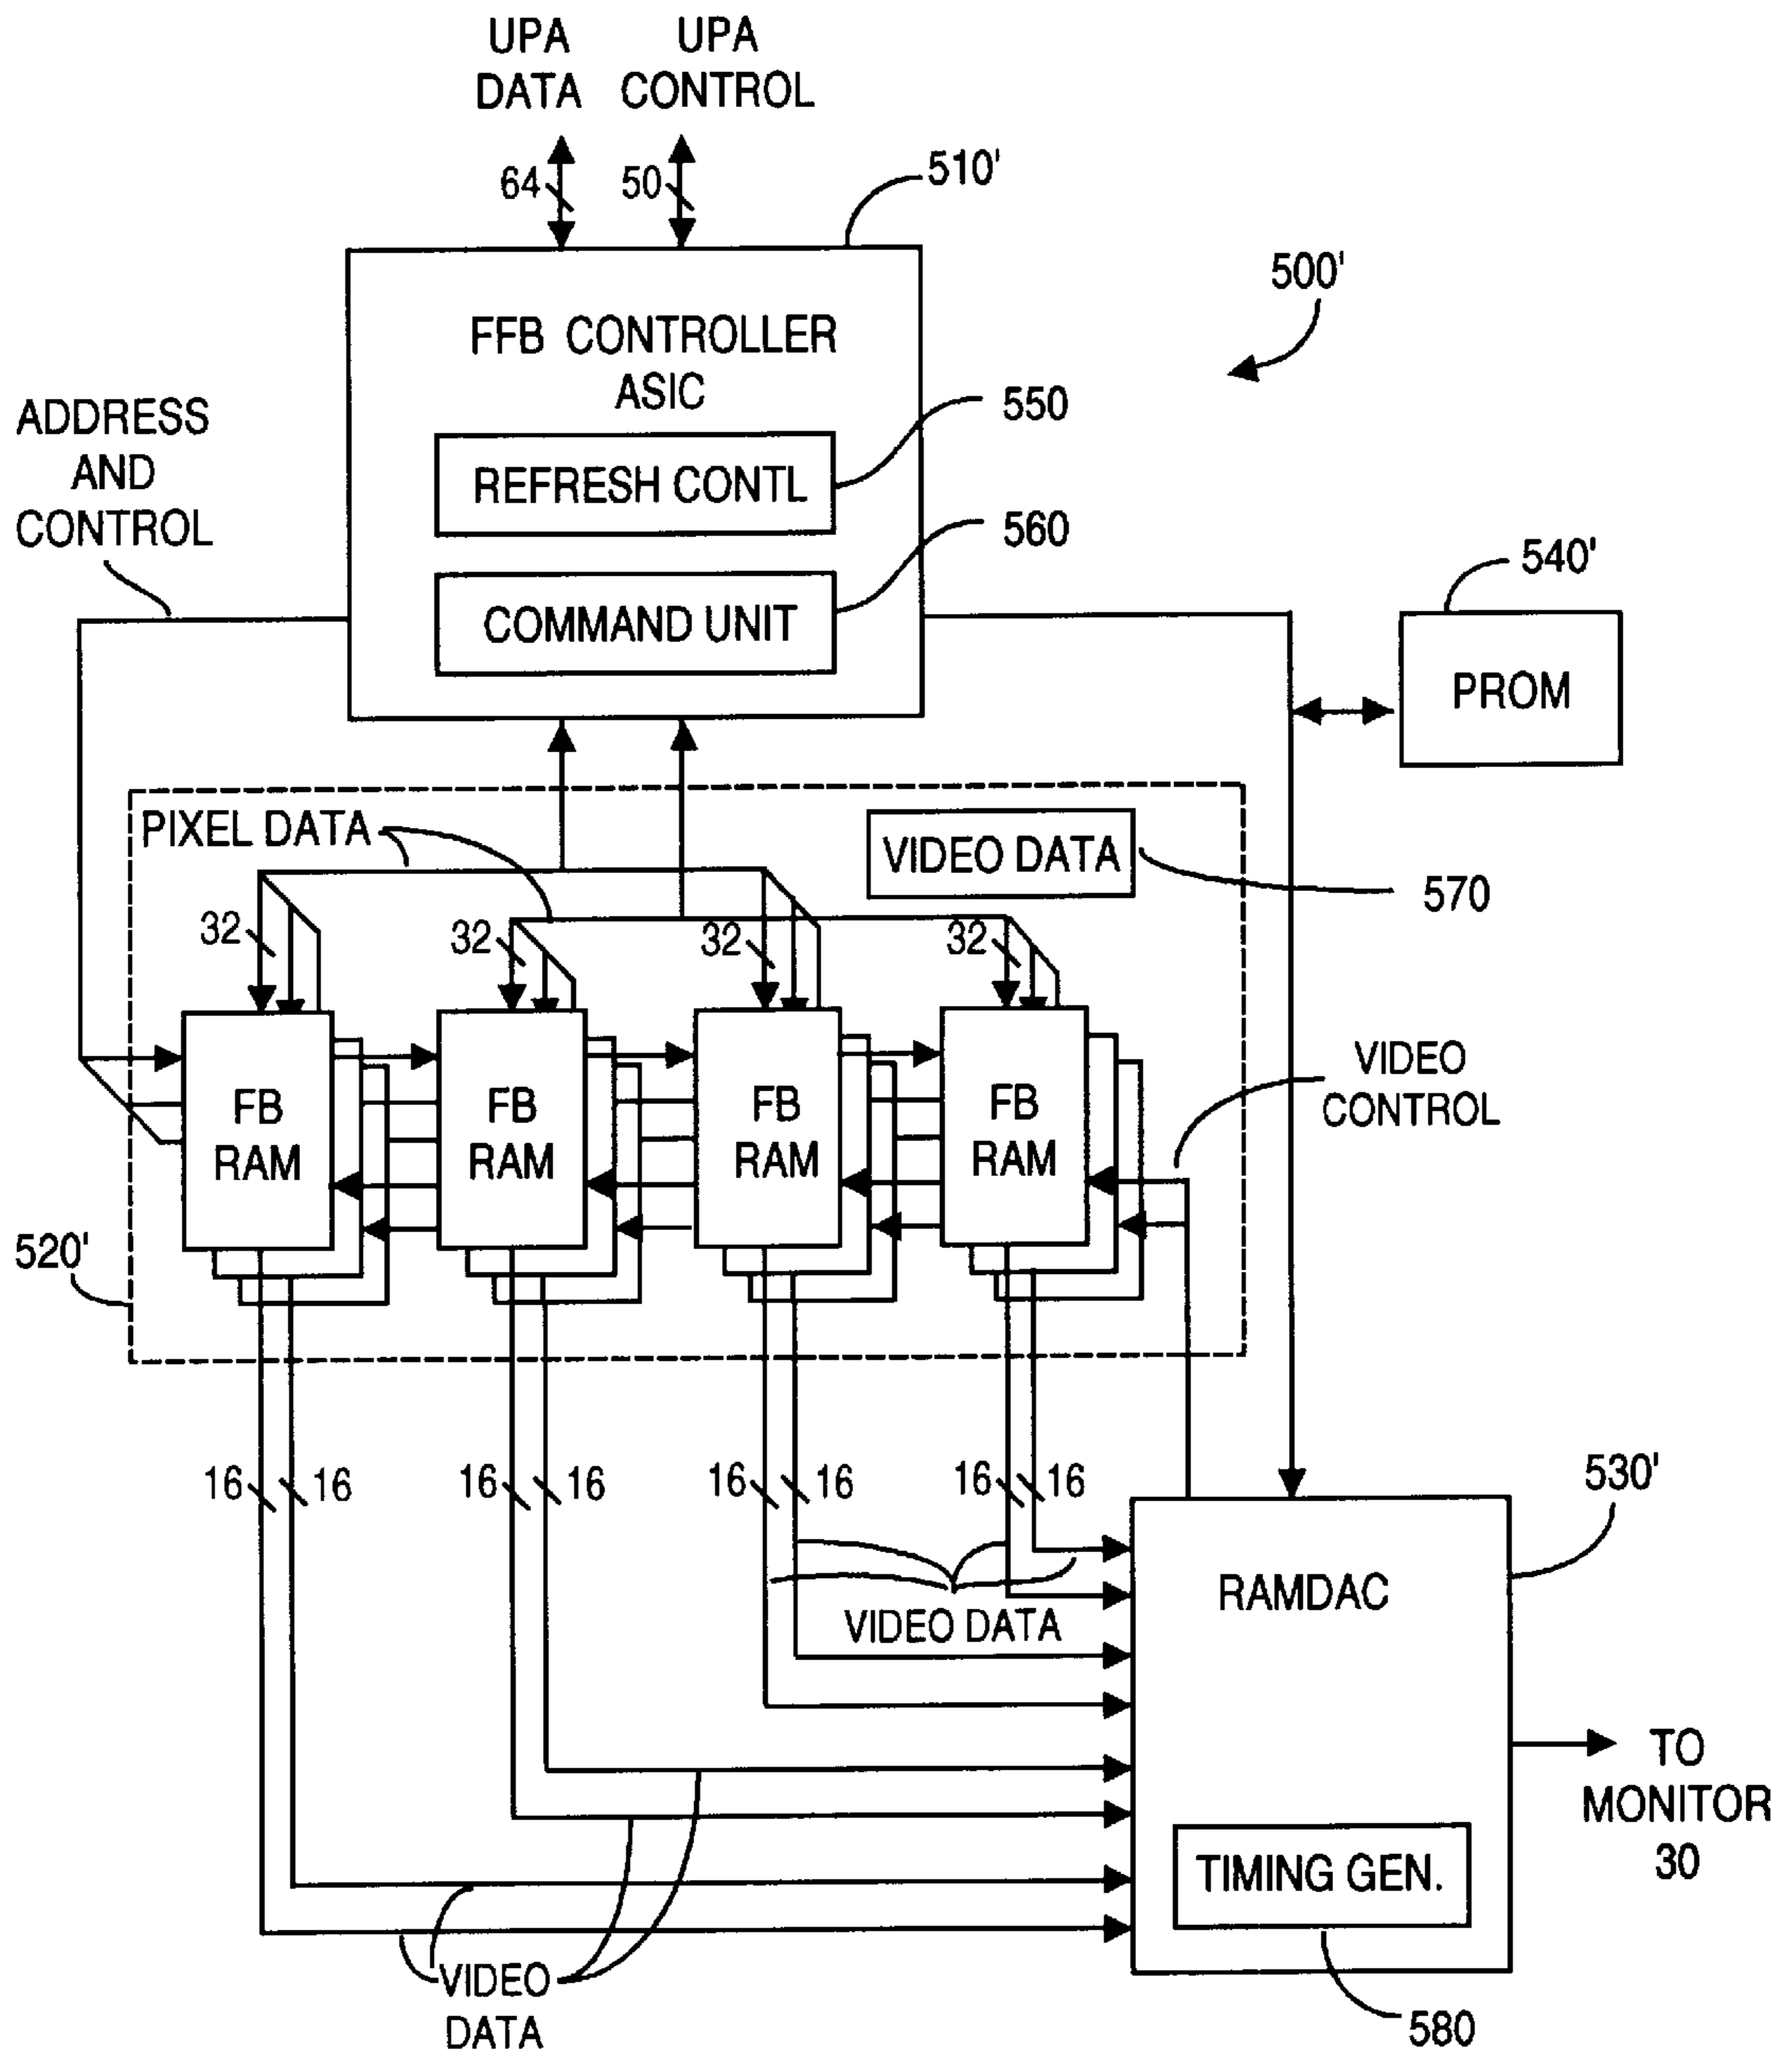 UPA
DATA
UPA
CONTROL
64
50
510'
500'
FFB CONTROLLER
ASIC
550
REFRESH CONTL
560
COMMAND UNIT
ADDRESS
AND
CONTROL
540'
PROM
PIXEL DATA
VIDEO DATA
570
32
32
32
32
FB
RAM
FB
RAM
FB
RAM
FB
RAM
VIDEO
CONTROL
520'
16
16
16
16
16
16
16
16
530'
RAMDAC
VIDEO DATA
TO
MONITOR
30
TIMING GEN.
VIDEO
DATA
580